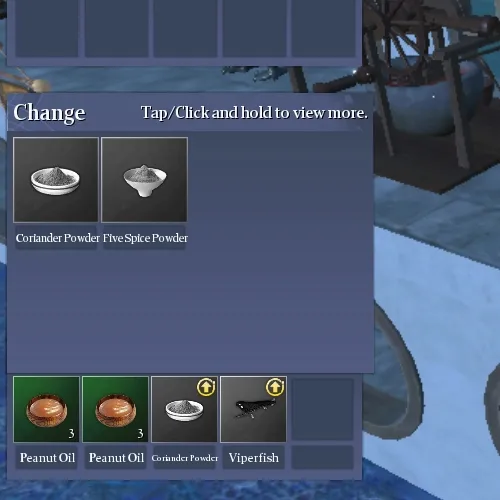 Change
Tap/Click and hold to view more.
Coriander Powder
Five Spice Powder
3
3
Peanut Oil
Peanut Oil
Coriander Powder
Viperfish